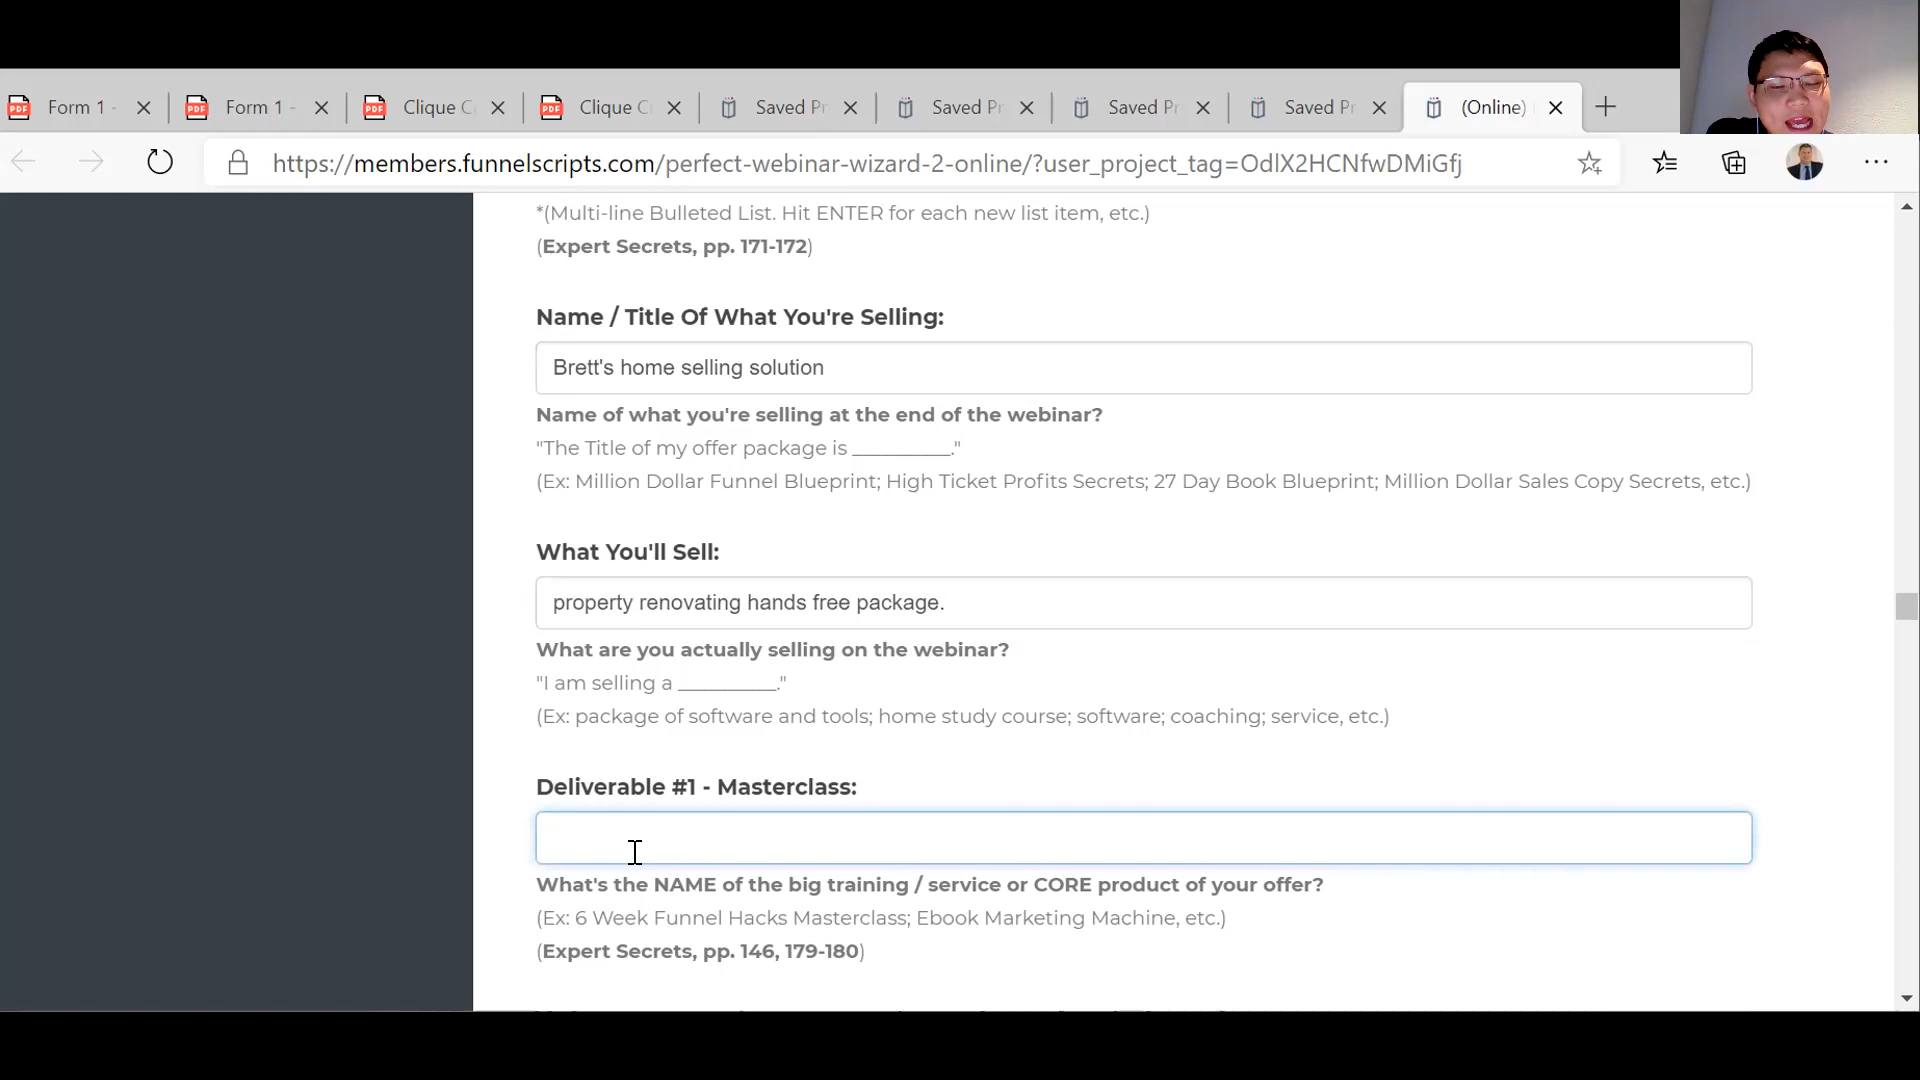 Form 1 -
Form 1 -
Clique C
Clique C
Saved Pr
Saved Pr
Saved Pr
Saved Pr
(Online)
https://members.funnelscripts.com/perfect-webinar-wizard-2-online/?user_project_tag=OdlX2HCNfwDMiGfj
*(Multi-line Bulleted List. Hit ENTER for each new list item, etc.)
(Expert Secrets, pp. 171-172)
Name / Title Of What You're Selling:
Brett's home selling solution
Name of what you're selling at the end of the webinar?
"The Title of my offer package is __________."
(Ex: Million Dollar Funnel Blueprint; High Ticket Profits Secrets; 27 Day Book Blueprint; Million Dollar Sales Copy Secrets, etc.)
What You'll Sell:
property renovating hands free package.
What are you actually selling on the webinar?
"I am selling a __________."
(Ex: package of software and tools; home study course; software; coaching; service, etc.)
Deliverable #1 - Masterclass:
What's the NAME of the big training / service or CORE product of your offer?
(Ex: 6 Week Funnel Hacks Masterclass; Ebook Marketing Machine, etc.)
(Expert Secrets, pp. 146, 179-180)